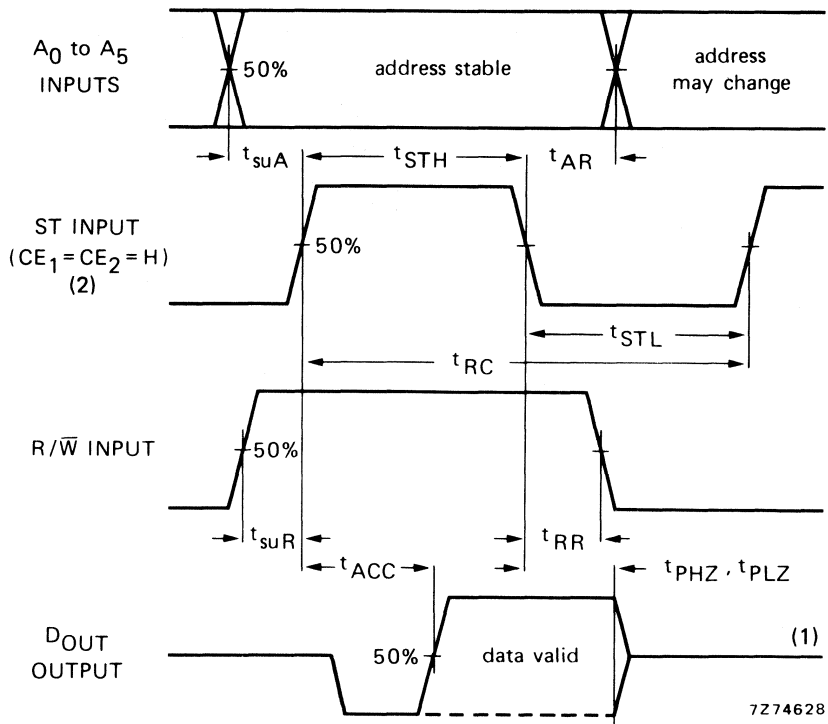 A0 to A5
INPUTS
50%
address stable
address
may change
tsuA
tSTH
tAR
ST INPUT
(CE1 = CE2 = H)
(2)
50%
tSTL
tRC
R/W̅ INPUT
50%
tsuR
tRR
tACC
tPHZ , tPLZ
DOUT
OUTPUT
50%
data valid
(1)
7Z74628